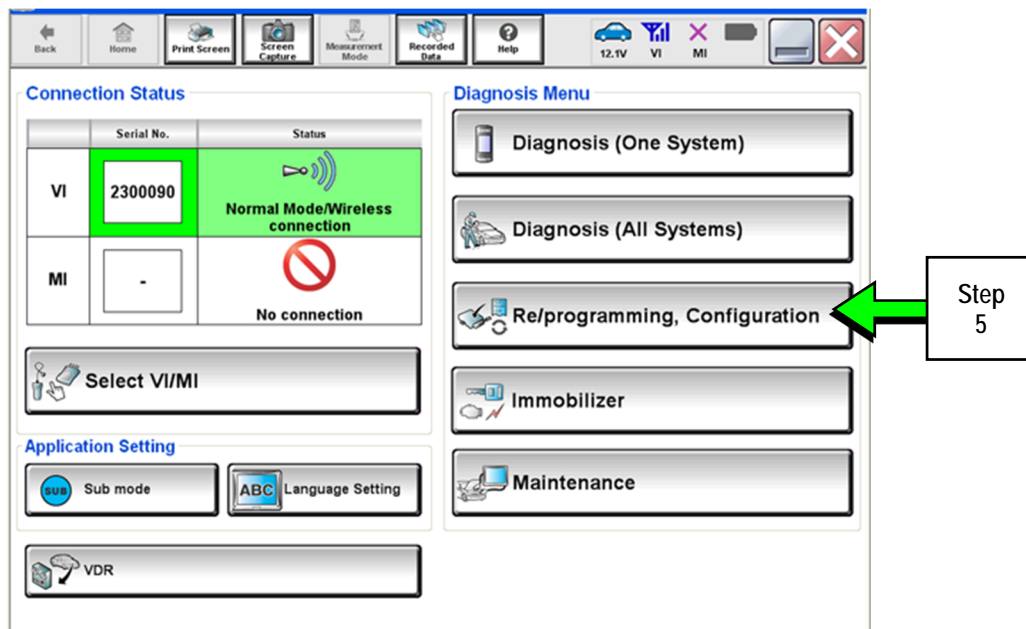 Back
Home
Print Screen
Screen
Capture
Measurement
Mode
Recorded
Data
Help
12.1V
VI
MI
Connection Status
Serial No.
Status
VI
2300090
Normal Mode/Wireless
connection
MI
-
No connection
Select VI/MI
Application Setting
SUB
Sub mode
ABC
Language Setting
VDR
Diagnosis Menu
Diagnosis (One System)
Diagnosis (All Systems)
Re/programming, Configuration
Immobilizer
Maintenance
Step
5